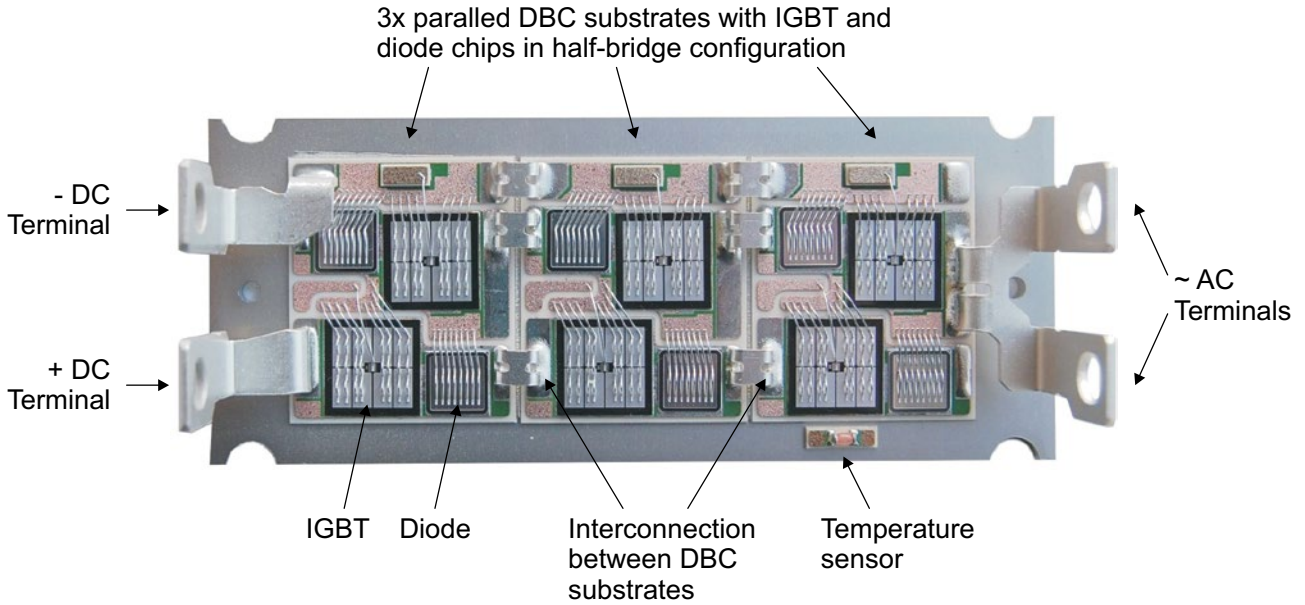 3x paralled DBC substrates with IGBT and
diode chips in half-bridge configuration
- DC
Terminal
+ DC
Terminal
~ AC
Terminals
IGBT
Diode
Interconnection
between DBC
substrates
Temperature
sensor